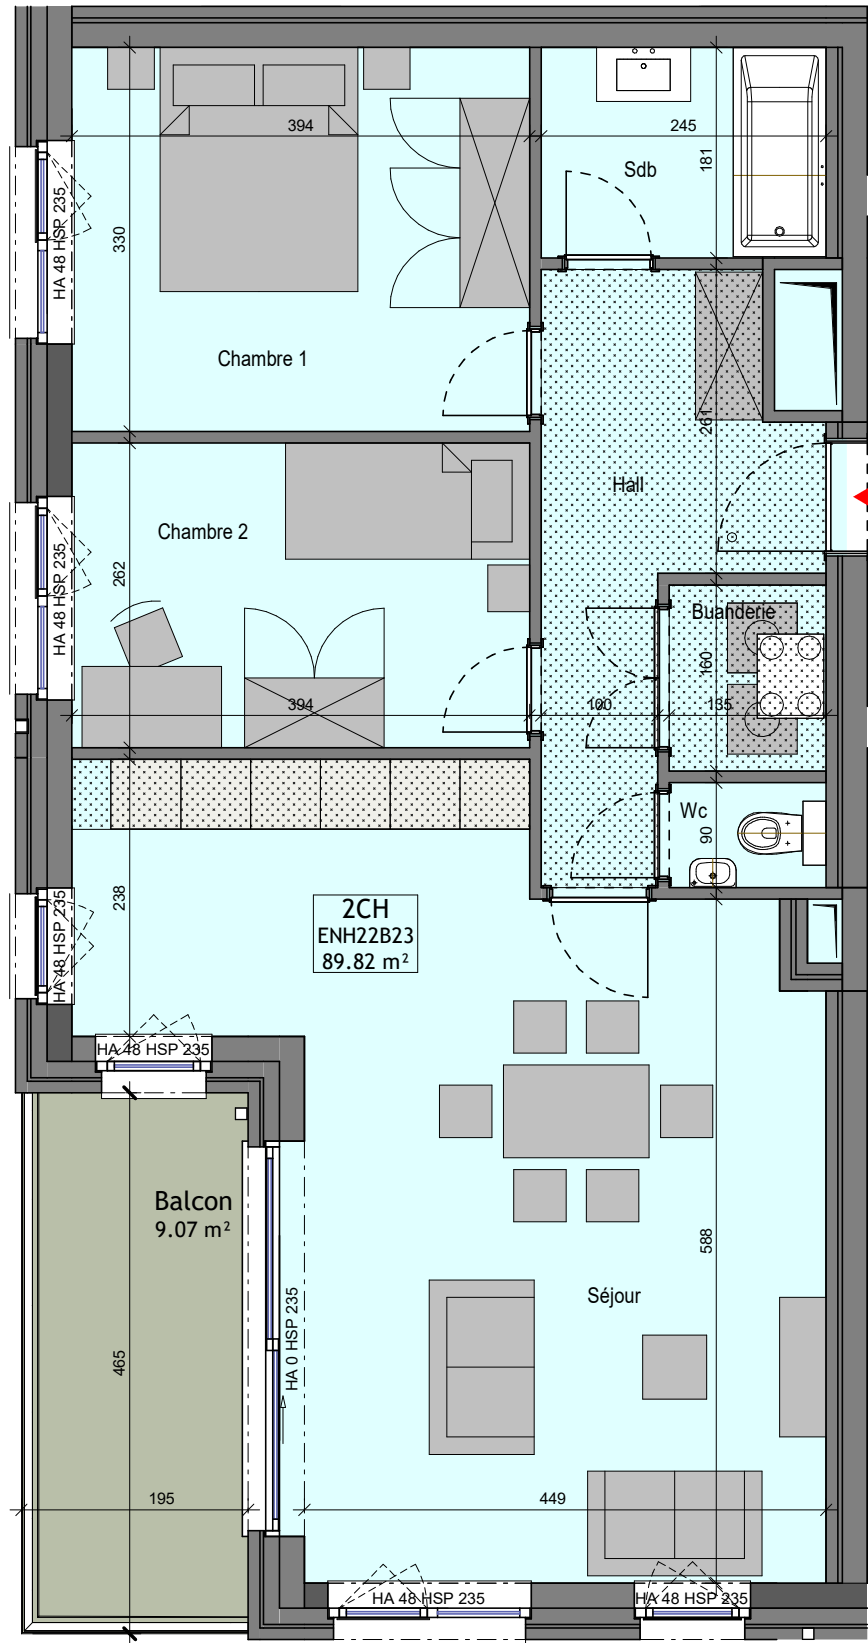 394
245
181
Sdb
HA 48 HSP 235
330
Chambre 1
261
Hall
Chambre 2
262
HA 48 HSP 235
Buanderie
160
394
100
135
Wc
90
238
HA 48 HSP 235
2CH
ENH22B23
89.82 m²
HA 48 HSP 235
Balcon
9.07 m²
588
Séjour
HA 0 HSP 235
465
195
449
HA 48 HSP 235
HA 48 HSP 235